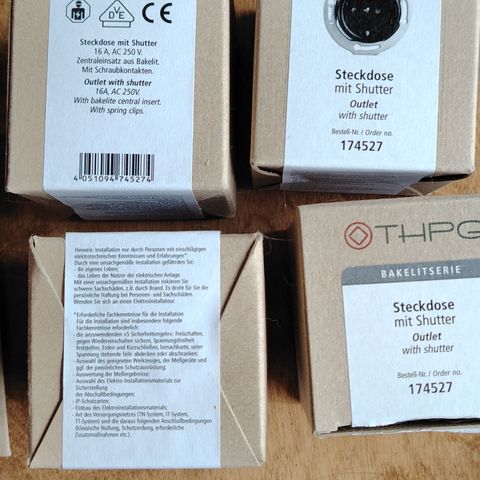 DVE
CE
Steckdose mit Shutter
16 A, AC 250 V.
Zentraleinsatz aus Bakelit.
Mit Schraubkontakten.
Outlet with shutter
16A, AC 250V.
With bakelite central insert.
With spring clips.
4 051094 745274
Steckdose
mit Shutter
Outlet
with shutter
Bestell-Nr. / Order no.
174527
Hinweis: Installation nur durch Personen mit einschlägigen
elektrotechnischen Kenntnissen und Erfahrungen*
Durch eine unsachgemäße Installation gefährden Sie:
- Ihr eigenes Leben;
- das Leben der Nutzer der elektrischen Anlage.
Mit einer unsachgemäßen Installation riskieren Sie
schwere Sachschäden, z.B. durch Brand. Es droht für Sie die
persönliche Haftung bei Personen- und Sachschäden.
Wenden Sie sich an einen Elektroinstallateur.
*Erforderliche Fachkenntnisse für die Installation
Für die Installation sind insbesondere folgende
Fachkenntnisse erforderlich:
- die anzuwendenden »5 Sicherheitsregeln«: Freischalten,
gegen Wiedereinschalten sichern, Spannungsfreiheit
feststellen, Erden und Kurzschließen, benachbarte, unter
Spannung stehende Teile abdecken oder abschranken;
- Auswahl des geeigneten Werkzeuges, der Meßgeräte und
ggf. der persönlichen Schutzausrüstung;
- Auswertung der Meßergebnisse;
- Auswahl des Elektro-Installationsmaterials zur
Sicherstellung
der Abschaltbedingungen;
- IP-Schutzarten;
- Einbau des Elektroinstallationsmaterials;
- Art des Versorgungsnetzes (TN-System, IT-System,
TT-System) und die daraus folgenden Anschlußbedingungen
(klassische Nullung, Schutzerdung, erforderliche
Zusatzmaßnahmen etc.).
THPG
BAKELITSERIE
Steckdose
mit Shutter
Outlet
with shutter
Bestell-Nr. / Order no.
174527